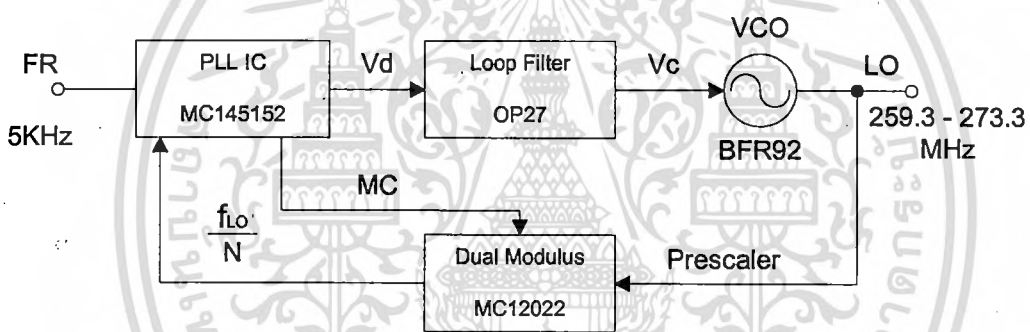 VCO
FR
PLL IC
Vd
Loop Filter
Vc
LO
MC145152
OP27
5KHz
BFR92
259.3 - 273.3
MHz
MC
fLO
N
Dual Modulus
Prescaler
MC12022